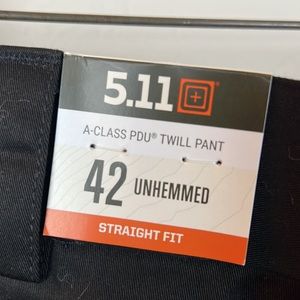 5.11®
A-CLASS PDU® TWILL PANT
42 UNHEMMED
STRAIGHT FIT